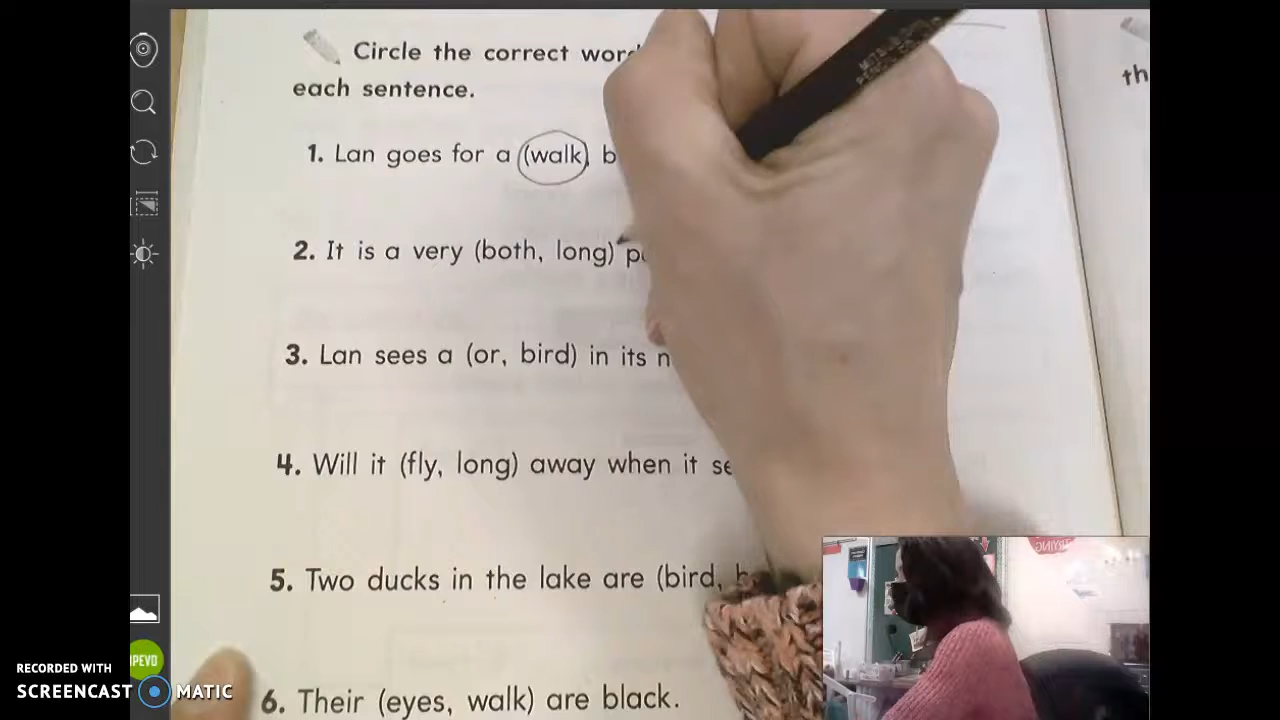 Circle the correct
each sentence.
1. Lan goes for a (walk,
2. It is a very (both, long)
3. Lan sees a (or, bird) in its
4. Will it (fly, long) away when it
5. Two ducks in the lake are (bird,
6. Their (eyes, walk) are black.
RECORDED WITH
SCREENCAST MATIC